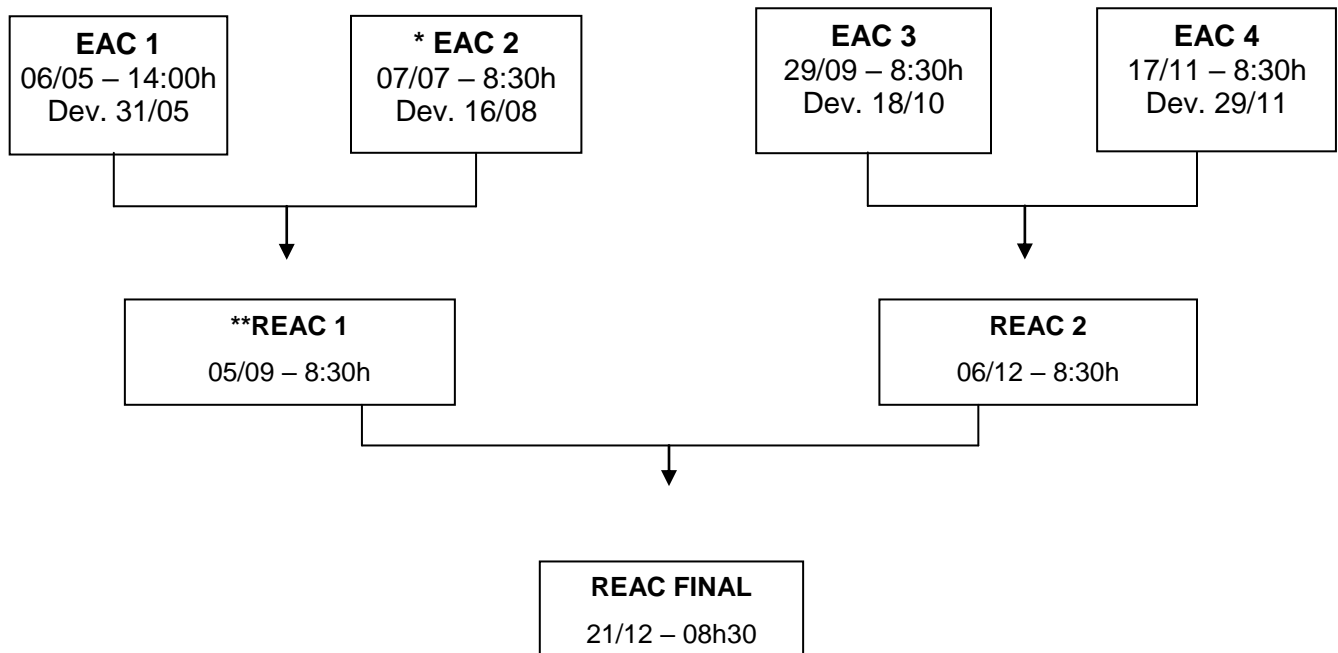 EAC 1
06/05 – 14:00h
Dev. 31/05
* EAC 2
07/07 – 8:30h
Dev. 16/08
EAC 3
29/09 – 8:30h
Dev. 18/10
EAC 4
17/11 – 8:30h
Dev. 29/11
**REAC 1
05/09 – 8:30h
REAC 2
06/12 – 8:30h
REAC FINAL
21/12 – 08h30